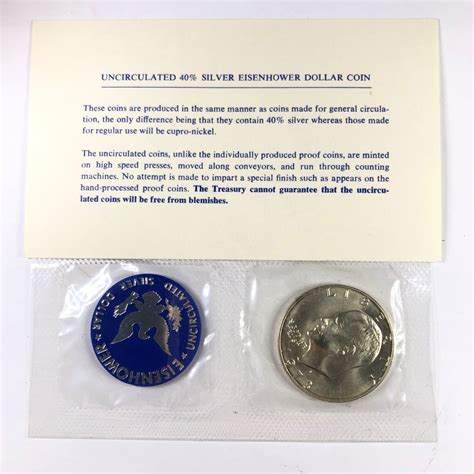 UNCIRCULATED 40% SILVER EISENHOWER DOLLAR COIN
These coins are produced in the same manner as coins made for general circula-
tion, the only difference being that they contain 40% silver whereas those made
for regular use will be cupro-nickel.
The uncirculated coins, unlike the individually produced proof coins, are minted
on high speed presses, moved along conveyors, and run through counting
machines. No attempt is made to impart a special finish such as appears on the
hand-processed proof coins. The Treasury cannot guarantee that the uncircu-
lated coins will be free from blemishes.
EISENHOWER
UNCIRCULATED
SILVER DOLLAR
LIBERTY